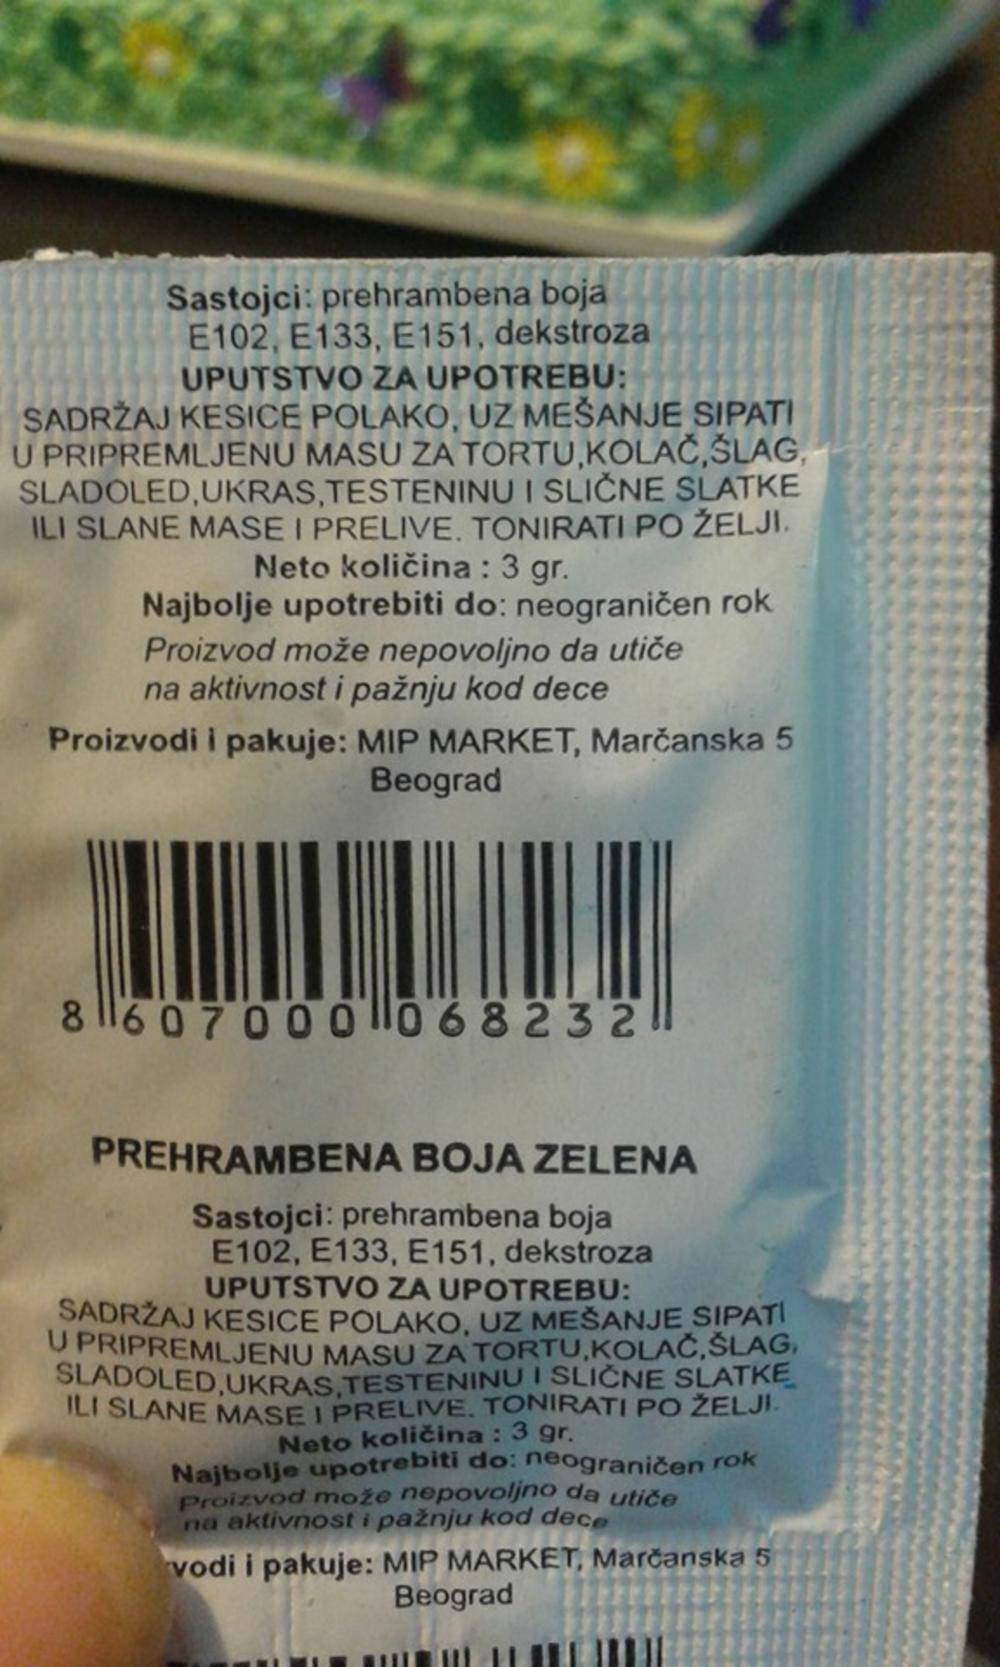 Sastojci: prehrambena boja
E102, E133, E151, dekstroza
UPUTSTVO ZA UPOTREBU:
SADRŽAJ KESICE POLAKO, UZ MEŠANJE SIPATI
U PRIPREMLJENU MASU ZA TORTU,KOLAČ,ŠLAG,
SLADOLED,UKRAS,TESTENINU I SLIČNE SLATKE
ILI SLANE MASE I PRELIVE. TONIRATI PO ŽELJI.
Neto količina : 3 gr.
Najbolje upotrebiti do: neograničen rok
Proizvod može nepovoljno da utiče
na aktivnost i pažnju kod dece
Proizvodi i pakuje: MIP MARKET, Marčanska 5
Beograd
8 607000 068232
PREHRAMBENA BOJA ZELENA
Sastojci: prehrambena boja
E102, E133, E151, dekstroza
UPUTSTVO ZA UPOTREBU:
SADRŽAJ KESICE POLAKO, UZ MEŠANJE SIPATI
U PRIPREMLJENU MASU ZA TORTU,KOLAČ,ŠLAG,
SLADOLED,UKRAS,TESTENINU I SLIČNE SLATKE
ILI SLANE MASE I PRELIVE. TONIRATI PO ŽELJI.
Neto količina : 3 gr.
Najbolje upotrebiti do: neograničen rok
Proizvod može nepovoljno da utiče
na aktivnost i pažnju kod dece
vodi i pakuje: MIP MARKET, Marčanska 5
Beograd